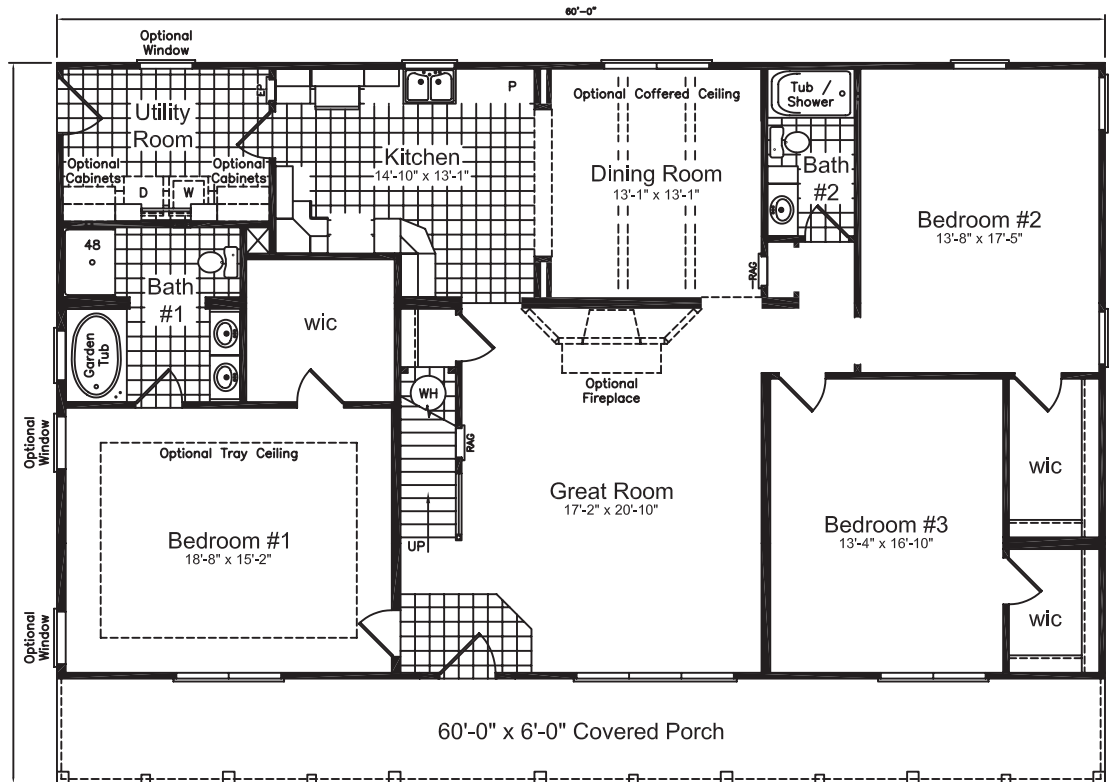 60'-0"
Optional
Window
Utility
Room
EP
Optional
Cabinets
Optional
Cabinets
D
W
P
Kitchen
14'-10" x 13'-1"
Optional Coffered Ceiling
Dining Room
13'-1" x 13'-1"
RAG
Tub /
Shower
Bath
#2
Bedroom #2
13'-8" x 17'-5"
48
Bath
#1
Garden
Tub
wic
WH
Optional
Fireplace
RAG
UP
Optional
Window
Optional Tray Ceiling
Bedroom #1
18'-8" x 15'-2"
Optional
Window
Great Room
17'-2" x 20'-10"
Bedroom #3
13'-4" x 16'-10"
wic
wic
60'-0" x 6'-0" Covered Porch